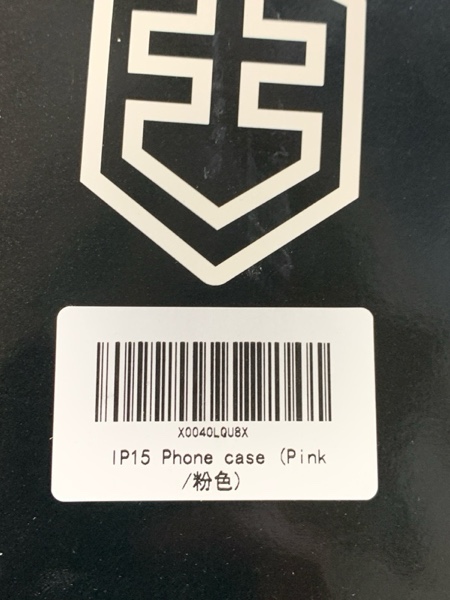 X0040LQU8X
IP15 Phone case (Pink
/粉色)